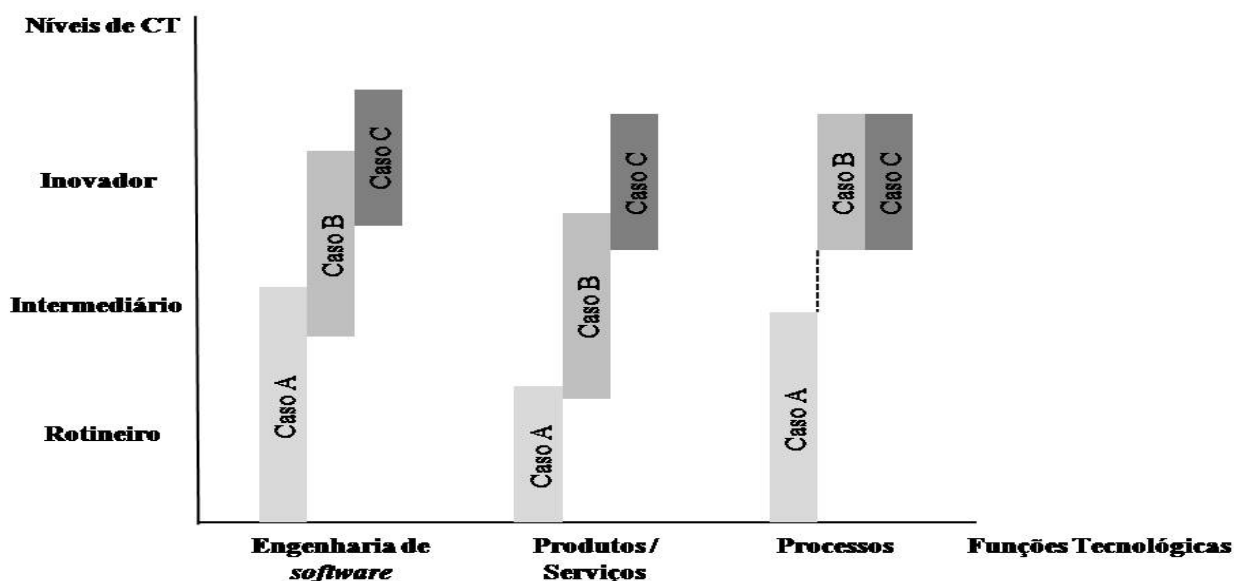 Níveis de CT
Inovador
Intermediário
Rotineiro
Caso A
Caso B
Caso C
Caso A
Caso B
Caso C
Caso A
Caso B
Caso C
Engenharia de
software
Produtos /
Serviços
Processos
Funções Tecnológicas